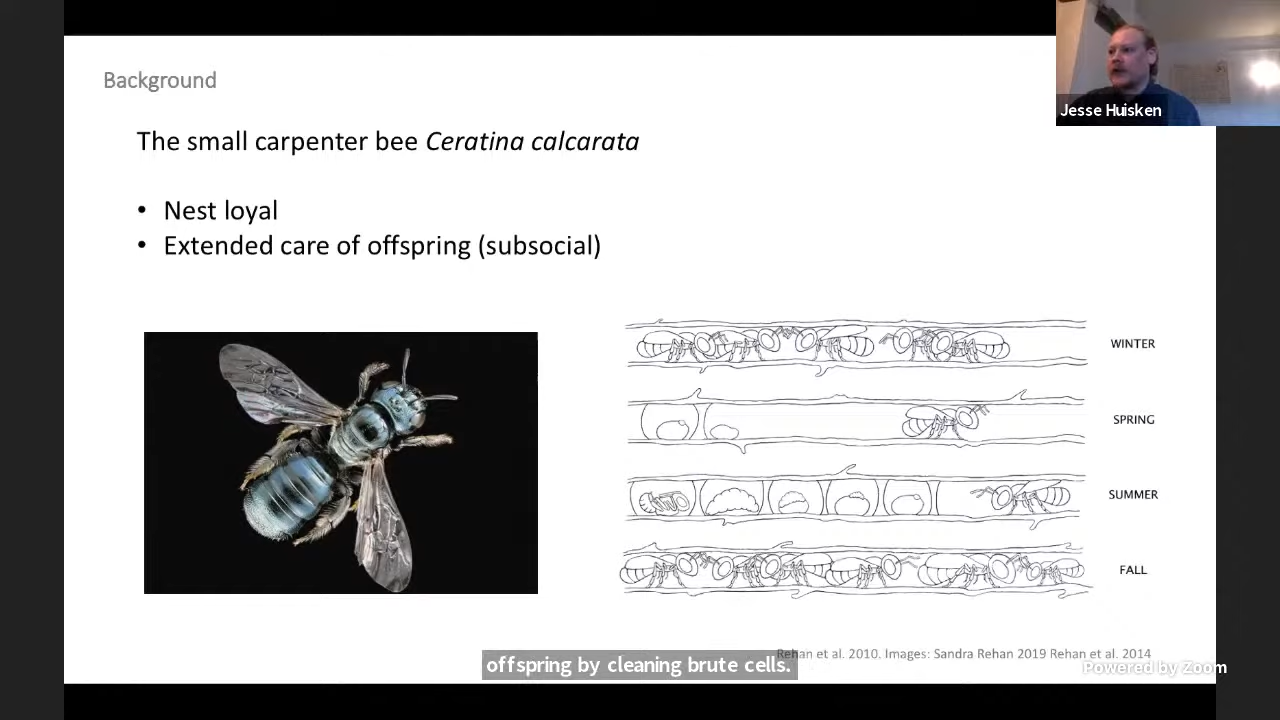 Background
Jesse Huisken
The small carpenter bee Ceratina calcarata
• Nest loyal
• Extended care of offspring (subsocial)
WINTER
SPRING
SUMMER
FALL
Rehan et al. 2010. Images: Sandra Rehan 2019 Rehan et al. 2014
offspring by cleaning brute cells.
Powered by Zoom